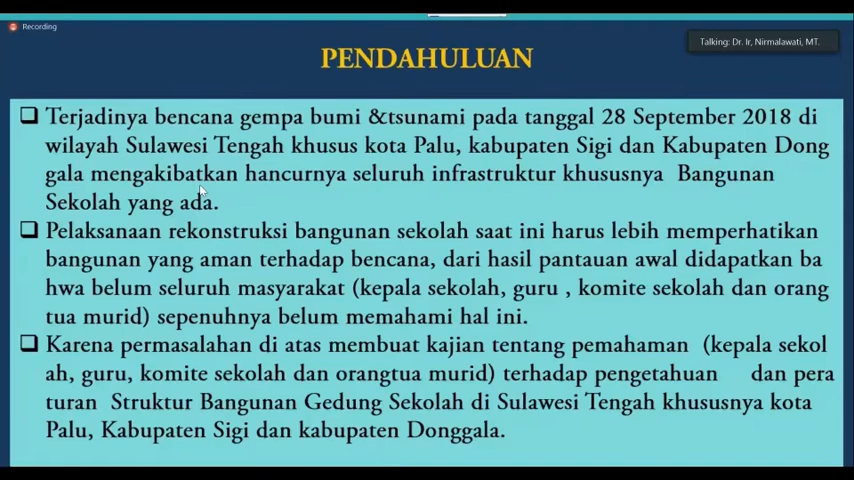 Recording
Talking: Dr. Ir, Nirmalawati, MT.
PENDAHULUAN
❑ Terjadinya bencana gempa bumi &tsunami pada tanggal 28 September 2018 di
wilayah Sulawesi Tengah khusus kota Palu, kabupaten Sigi dan Kabupaten Dong
gala mengakibatkan hancurnya seluruh infrastruktur khususnya Bangunan
Sekolah yang ada.
❑ Pelaksanaan rekonstruksi bangunan sekolah saat ini harus lebih memperhatikan
bangunan yang aman terhadap bencana, dari hasil pantauan awal didapatkan ba
hwa belum seluruh masyarakat (kepala sekolah, guru , komite sekolah dan orang
tua murid) sepenuhnya belum memahami hal ini.
❑ Karena permasalahan di atas membuat kajian tentang pemahaman (kepala sekol
ah, guru, komite sekolah dan orangtua murid) terhadap pengetahuan dan pera
turan Struktur Bangunan Gedung Sekolah di Sulawesi Tengah khususnya kota
Palu, Kabupaten Sigi dan kabupaten Donggala.